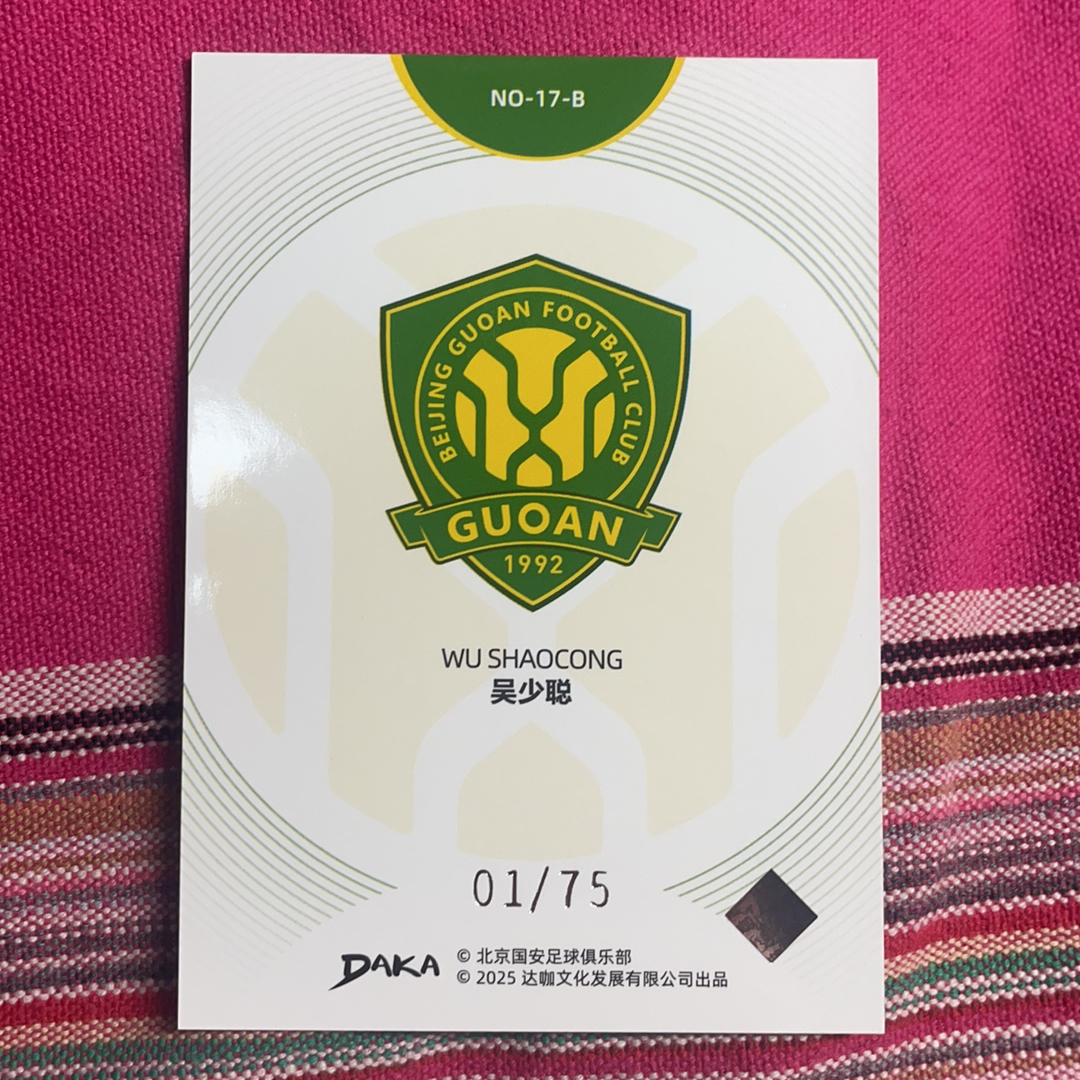 NO-17-B
BEIJING GUOAN FOOTBALL CLUB
GUOAN
1992
WU SHAOCONG
吴少聪
01/75
DAKA
© 北京国安足球俱乐部
© 2025 达咖文化发展有限公司出品